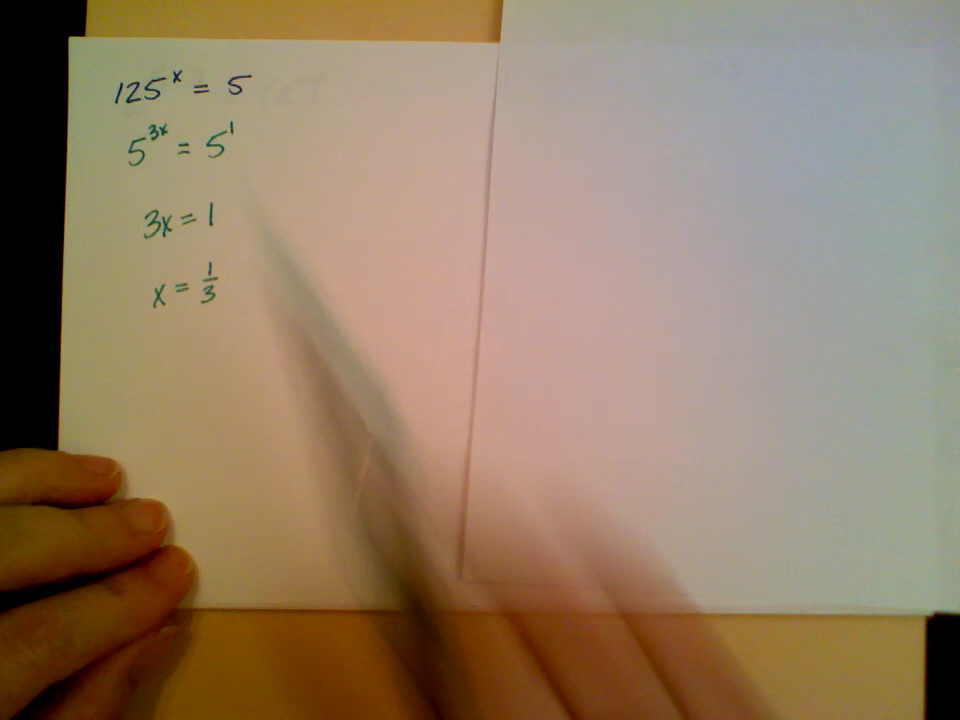 125^x = 5
5^3x = 5^1
3x = 1
x = 1/3